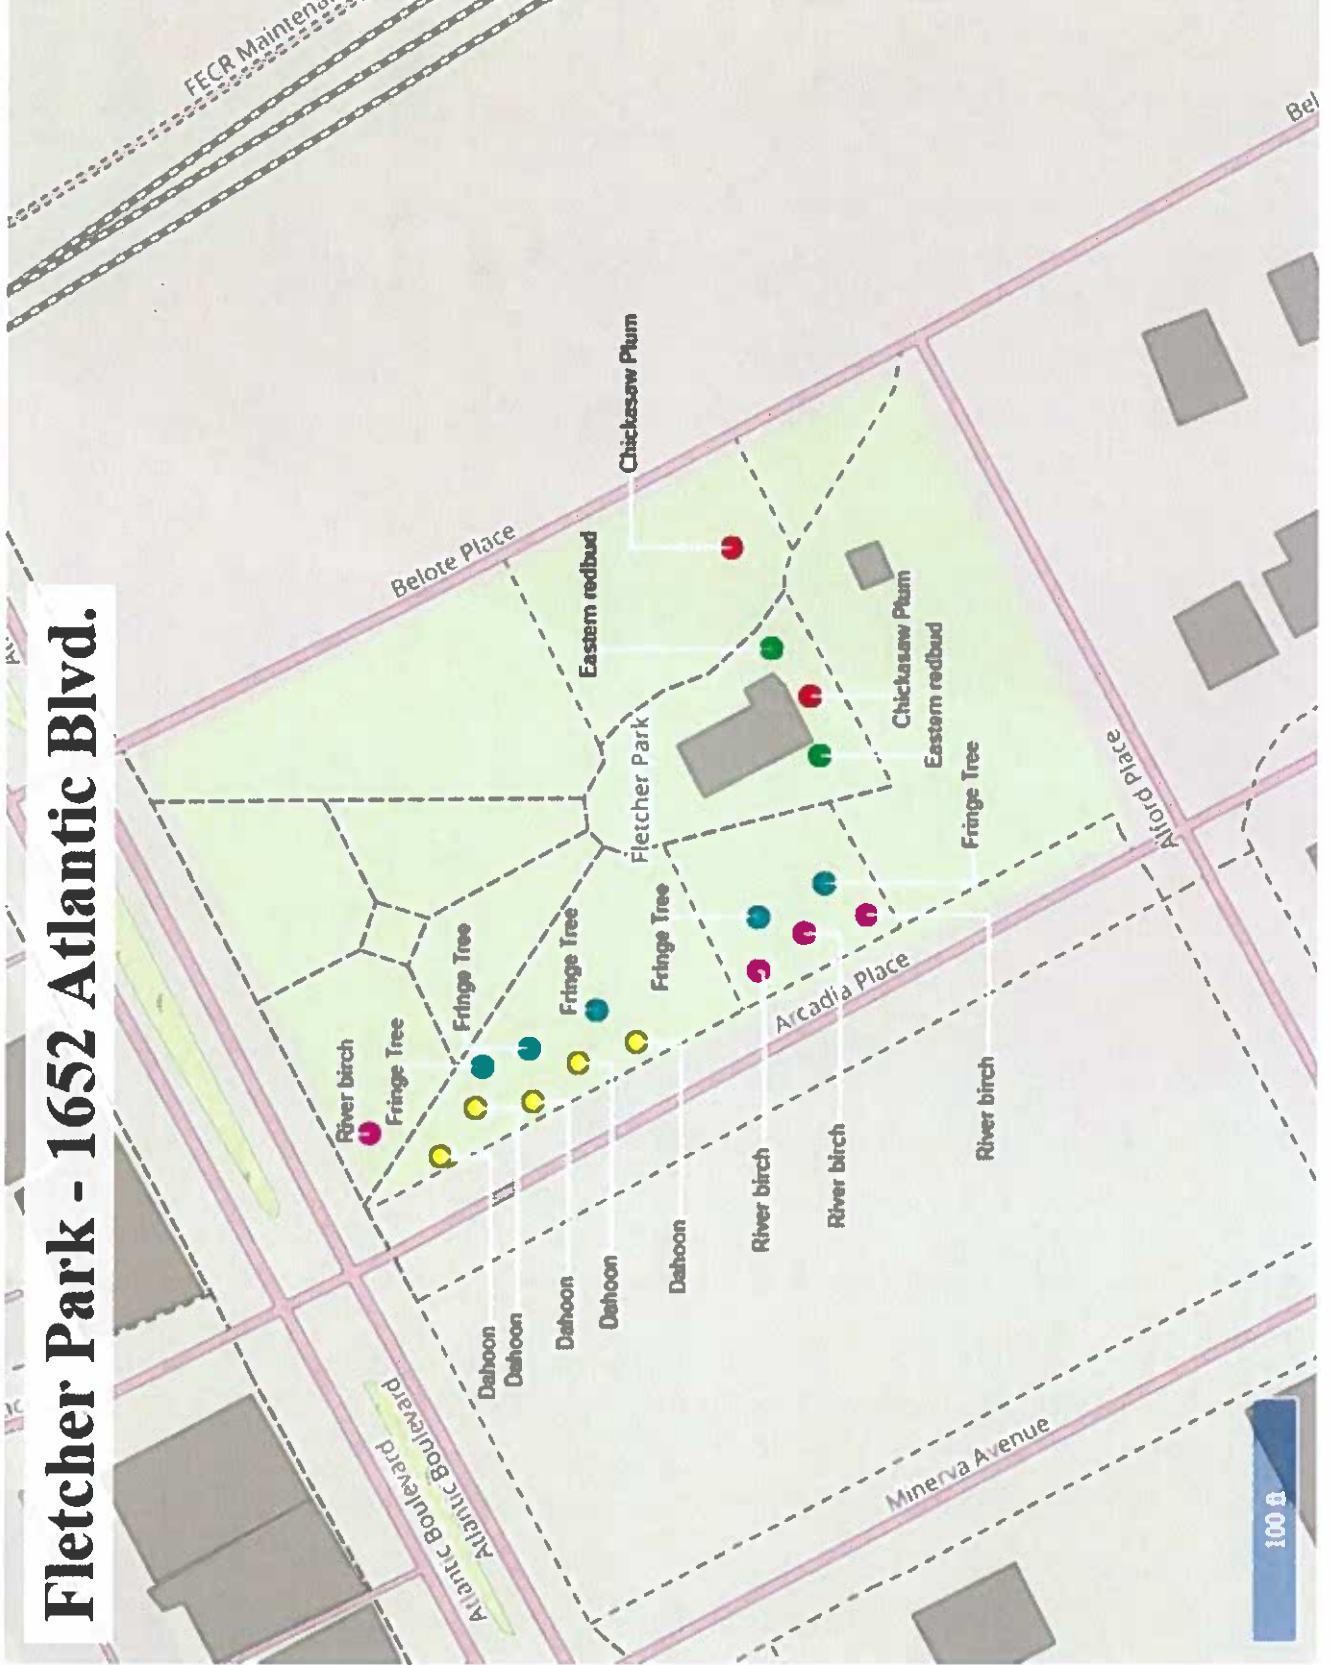 Fletcher Park - 1652 Atlantic Blvd.
FECR
Belote Place
Bel
Chickasaw Plum
Eastern redbud
Fletcher Park
Chickasaw Plum
Eastern redbud
Fringe Tree
Alford Place
Fringe Tree
Fringe Tree
Fringe Tree
Fringe Tree
River birch
Arcadia Place
River birch
River birch
River birch
Dahoon
Dahoon
Dahoon
Dahoon
Dahoon
Atlantic Boulevard
Atlantic Boulevard
Minerva Avenue
100 ft